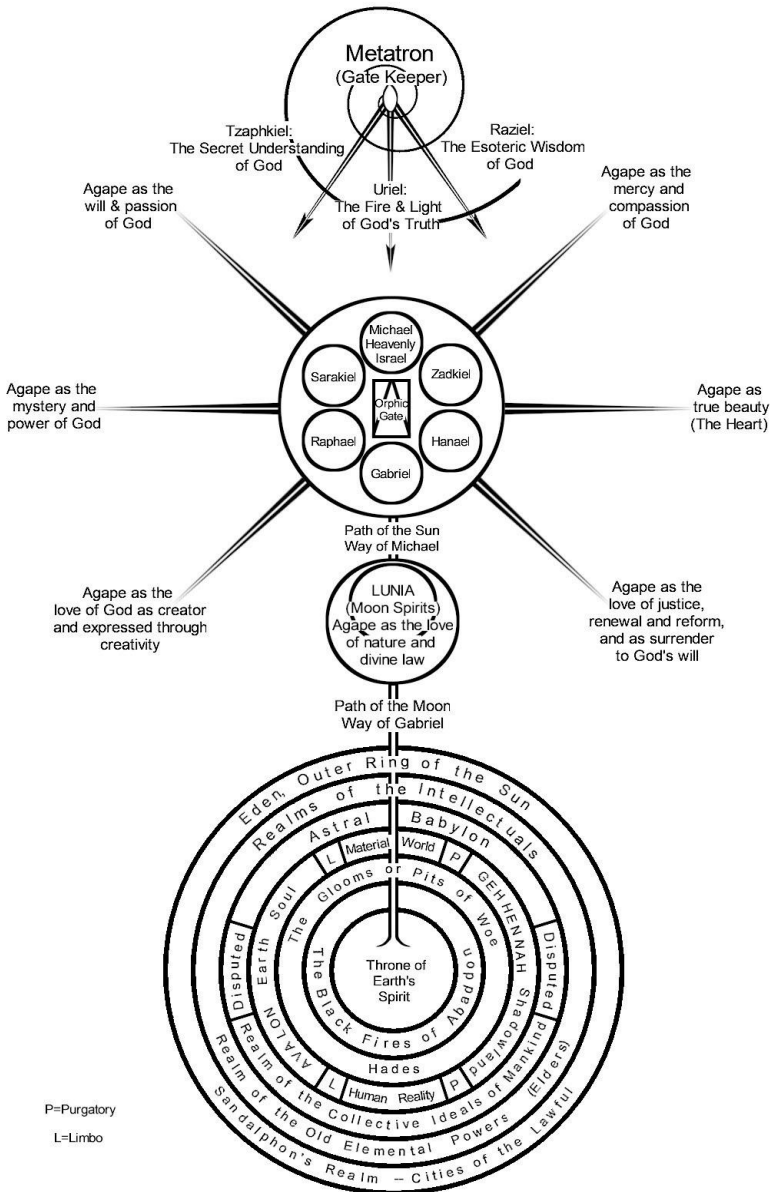 Metatron
(Gate Keeper)
Tzaphkiel:
The Secret Understanding
of God
Raziel:
The Esoteric Wisdom
of God
Uriel:
The Fire & Light
of God's Truth
Agape as the
will & passion
of God
Agape as the
mercy and
compassion
of God
Michael
Heavenly
Israel
Sarakiel
Zadkiel
Orphic
Gate
Raphael
Hanael
Gabriel
Agape as the
mystery and
power of God
Agape as
true beauty
(The Heart)
Path of the Sun
Way of Michael
Agape as the
love of God as creator
and expressed through
creativity
LUNIA
(Moon Spirits)
Agape as the love
of nature and
divine law
Agape as the
love of justice,
renewal and reform,
and as surrender
to God's will
Path of the Moon
Way of Gabriel
Eden, Outer Ring of the Sun
Realms of the Intellectuals
Astral Babylon
L Material World P
The Glooms or Pits of Woe
Earth Soul
AVALON
GEHHENNAH Shadowland
Disputed
Disputed
Throne of
Earth's
Spirit
The Black Fires of Abaddon
Hades
L Human Reality P
Realm of the Collective Ideals of Mankind
Realm of the Old Elemental Powers (Elders)
Sandalphon's Realm – Cities of the Lawful
P=Purgatory
L=Limbo